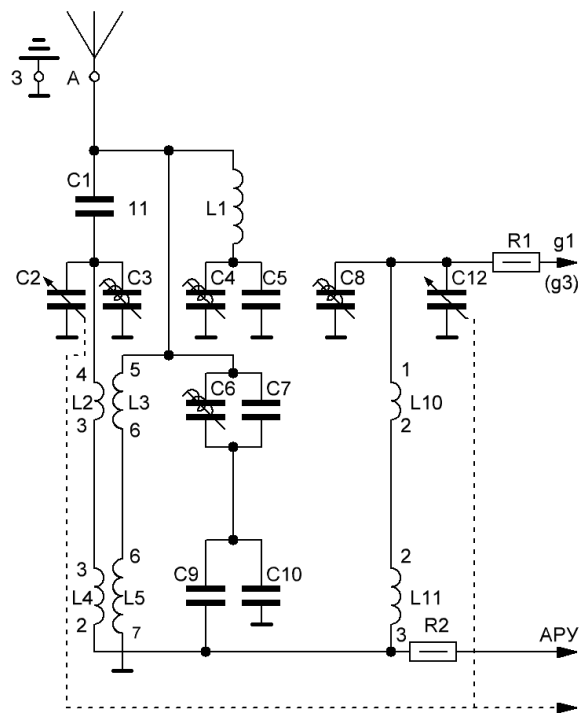 З A
C1
11
L1
R1 g1
(g3)
C2 C3 C4 C5 C8 C12
4 5 1
C6 C7
L2 L3 L10
3 6 2
3 6 2
C9 C10
L4 L5 L11
2 7 3 R2 АРУ